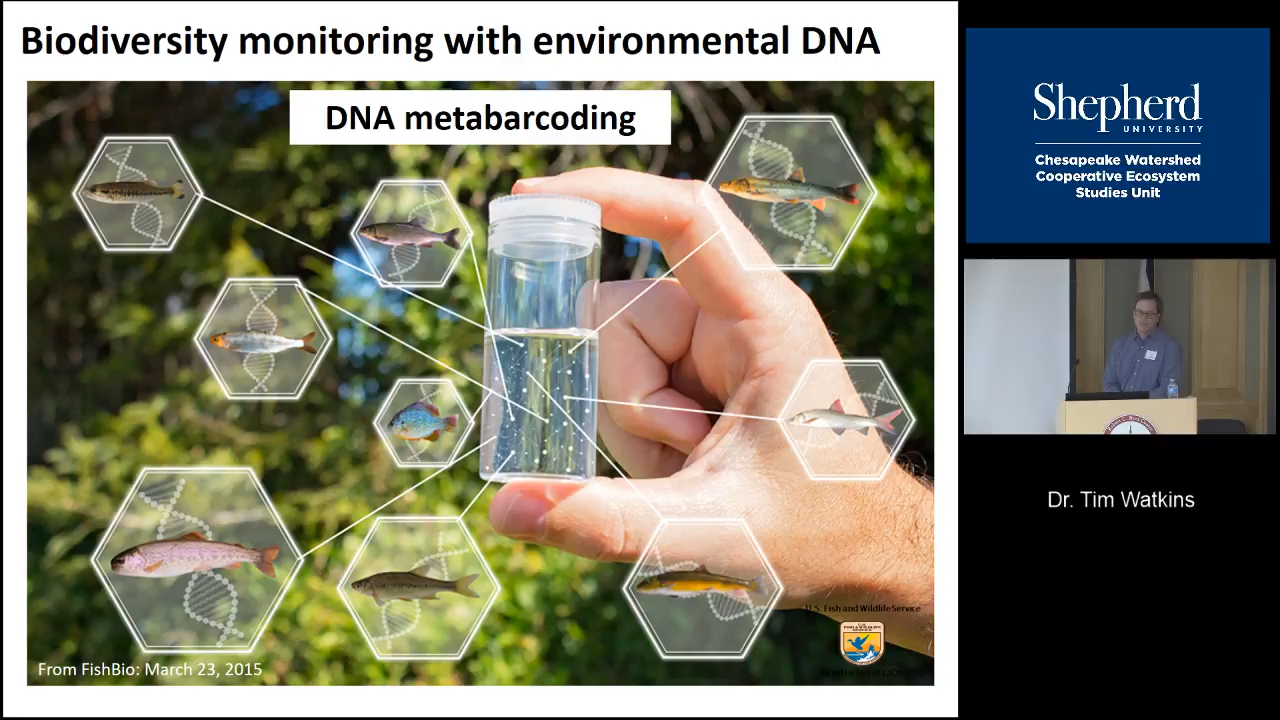 Biodiversity monitoring with environmental DNA
DNA metabarcoding
From FishBio: March 23, 2015
U.S. Fish and Wildlife Service
Shepherd
UNIVERSITY
Chesapeake Watershed
Cooperative Ecosystem
Studies Unit
Dr. Tim Watkins